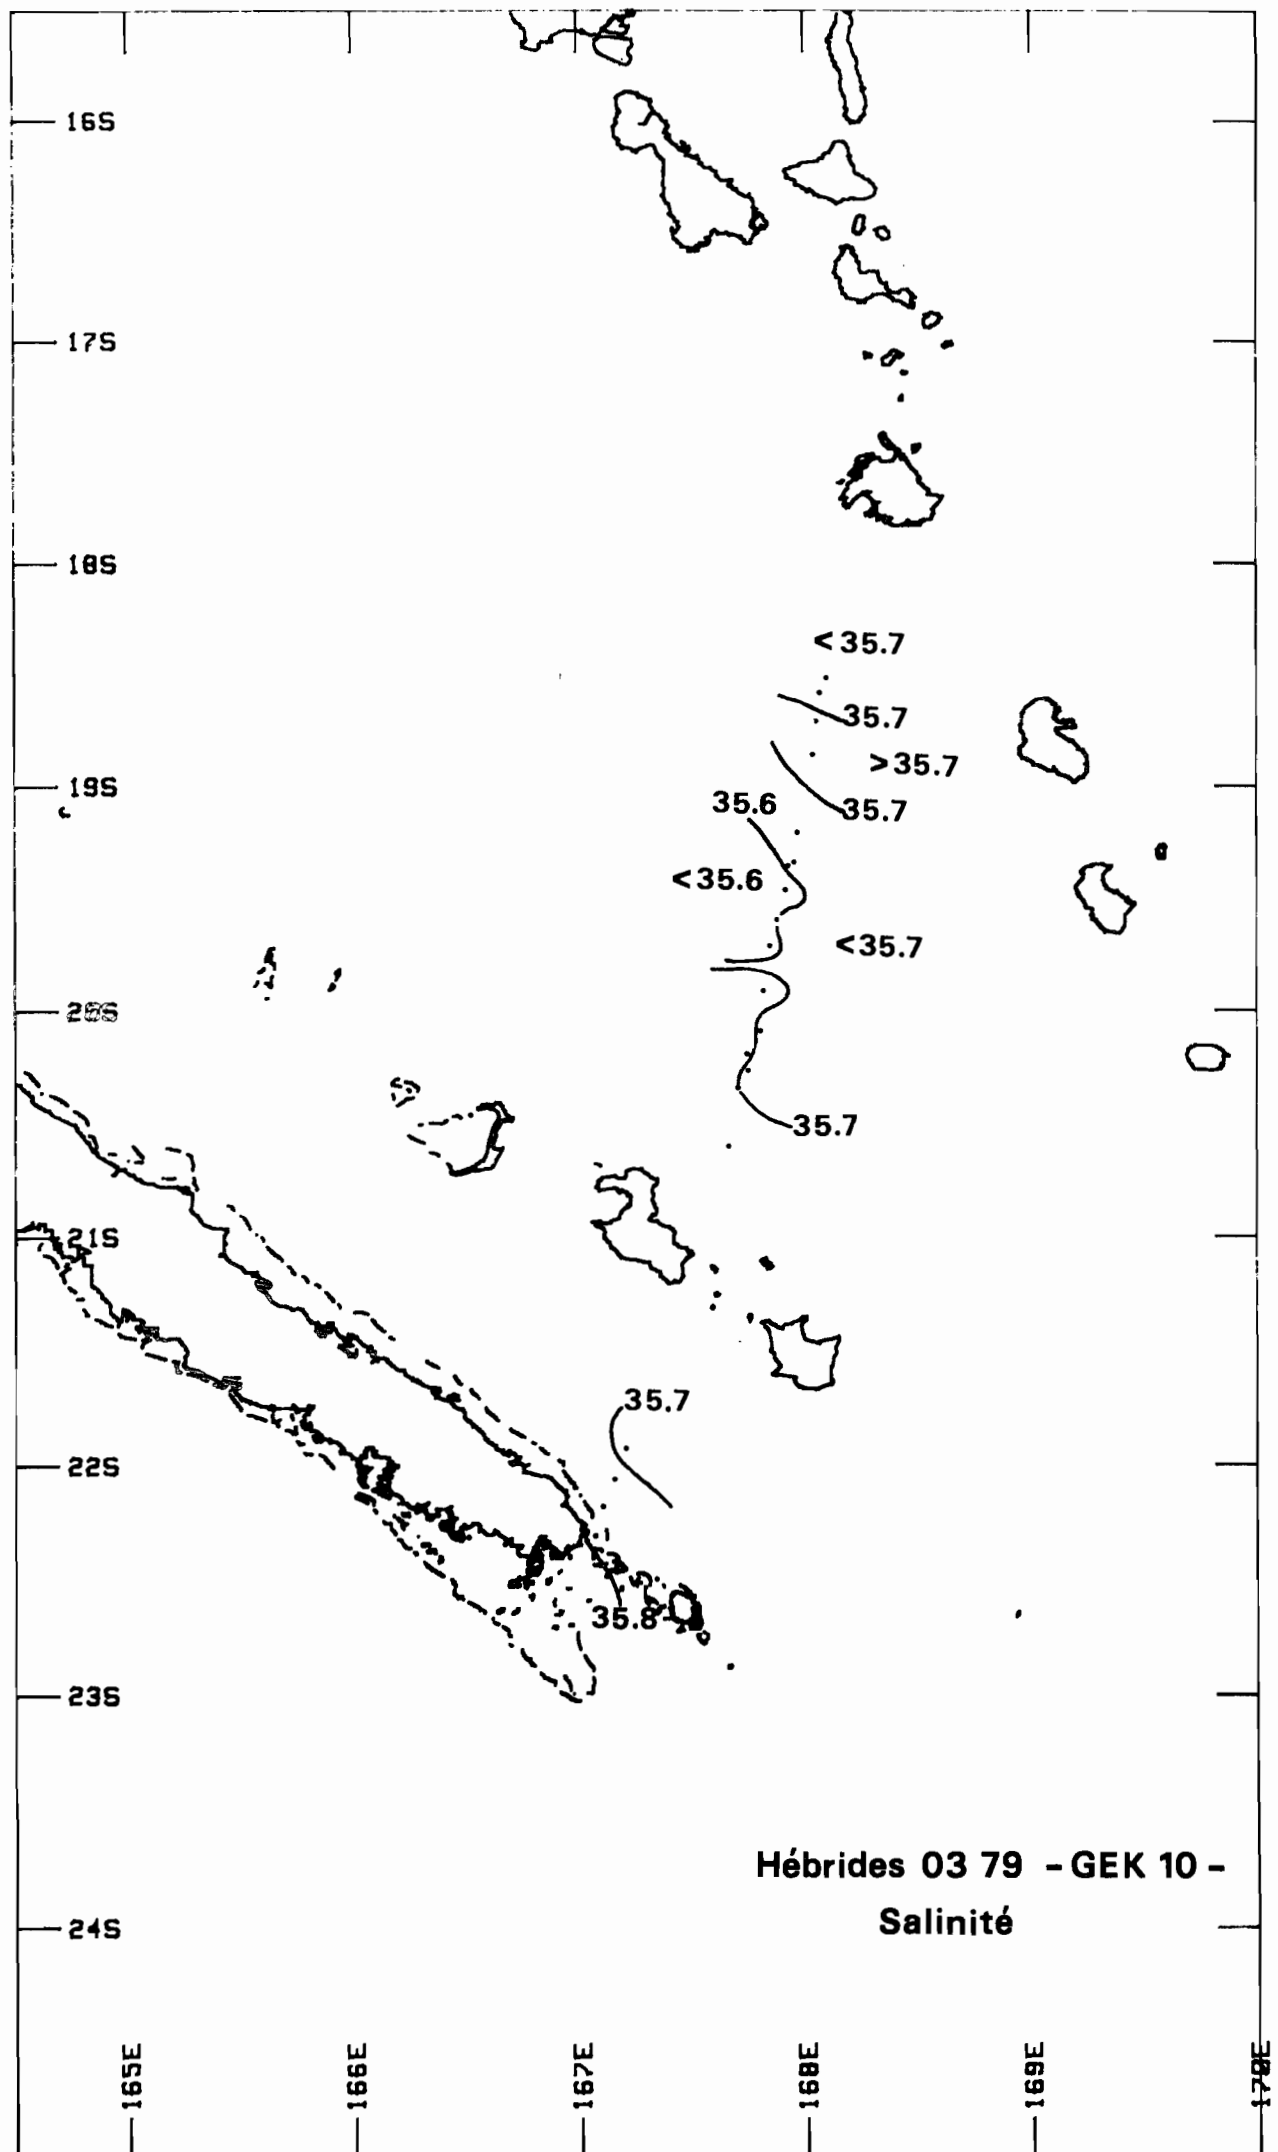 16S
17S
18S
<35.7
35.7
>35.7
19S
35.6
35.7
<35.6
<35.7
20S
35.7
21S
35.7
22S
35.8
23S
Hébrides 03 79 - GEK 10 -
Salinité
24S
165E
166E
167E
168E
169E
170E